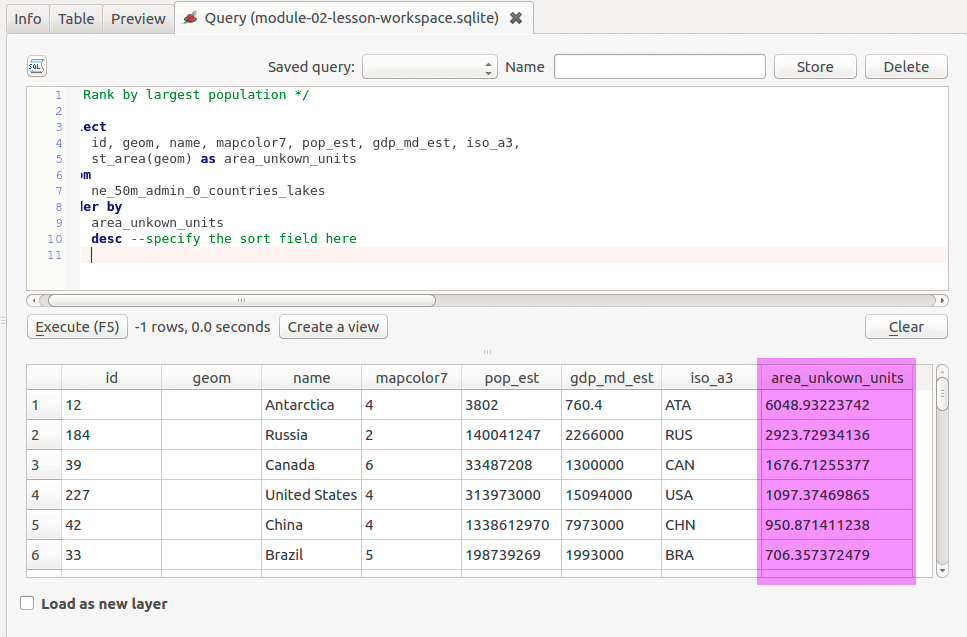 Info Table Preview Query (module-02-lesson-workspace.sqlite)
SQL Saved query: Name Store Delete
1 Rank by largest population */
2
3 lect
4 id, geom, name, mapcolor7, pop_est, gdp_md_est, iso_a3,
5 st_area(geom) as area_unkown_units
6 om
7 ne_50m_admin_0_countries_lakes
8 der by
9 area_unkown_units
10 desc --specify the sort field here
11
Execute (F5) -1 rows, 0.0 seconds Create a view Clear
id geom name mapcolor7 pop_est gdp_md_est iso_a3 area_unkown_units
1 12 Antarctica 4 3802 760.4 ATA 6048.93223742
2 184 Russia 2 140041247 2266000 RUS 2923.72934136
3 39 Canada 6 33487208 1300000 CAN 1676.71255377
4 227 United States 4 313973000 15094000 USA 1097.37469865
5 42 China 4 1338612970 7973000 CHN 950.871411238
6 33 Brazil 5 198739269 1993000 BRA 706.357372479
Load as new layer